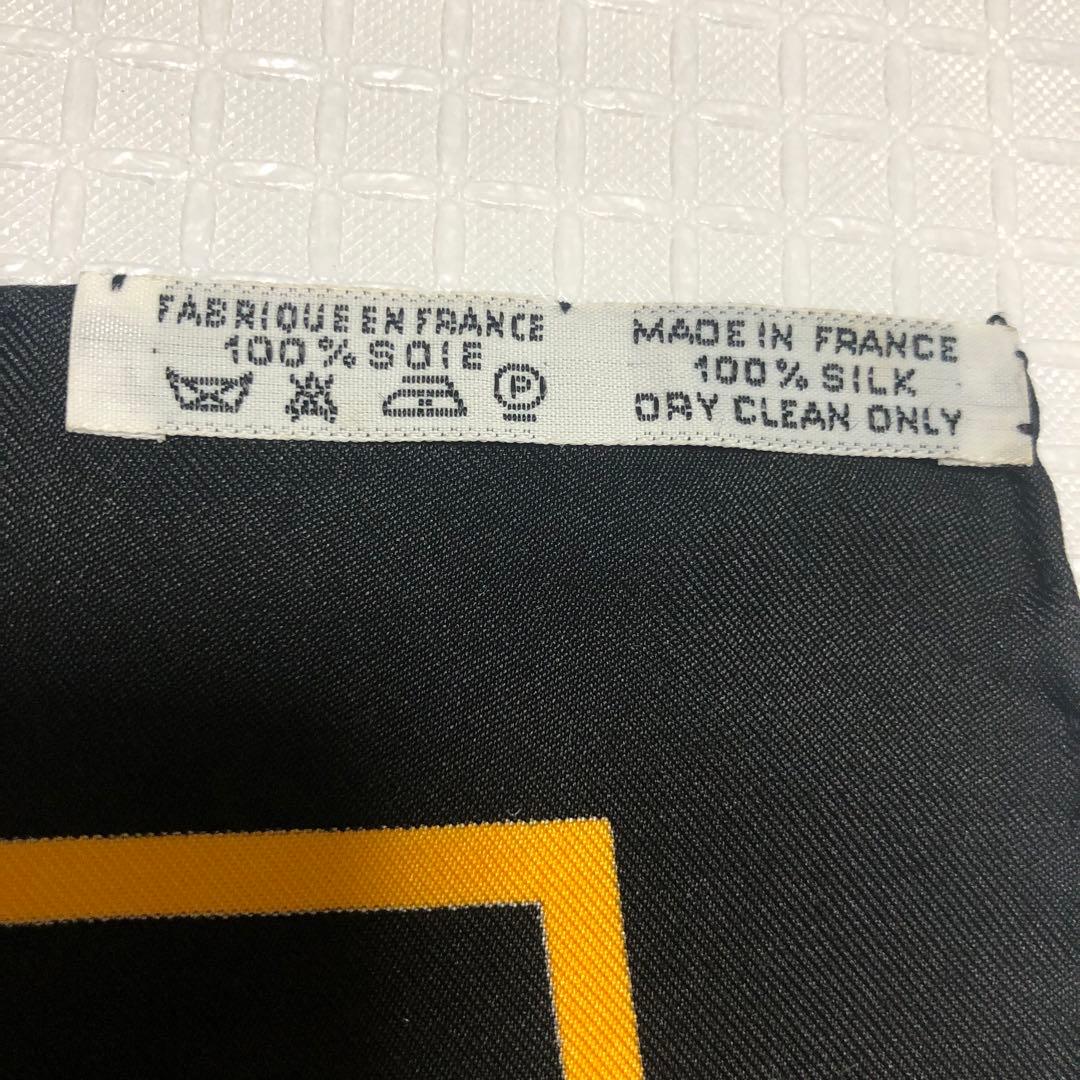 FABRIQUE EN FRANCE
100% SOIE
P
MADE IN FRANCE
100% SILK
DRY CLEAN ONLY